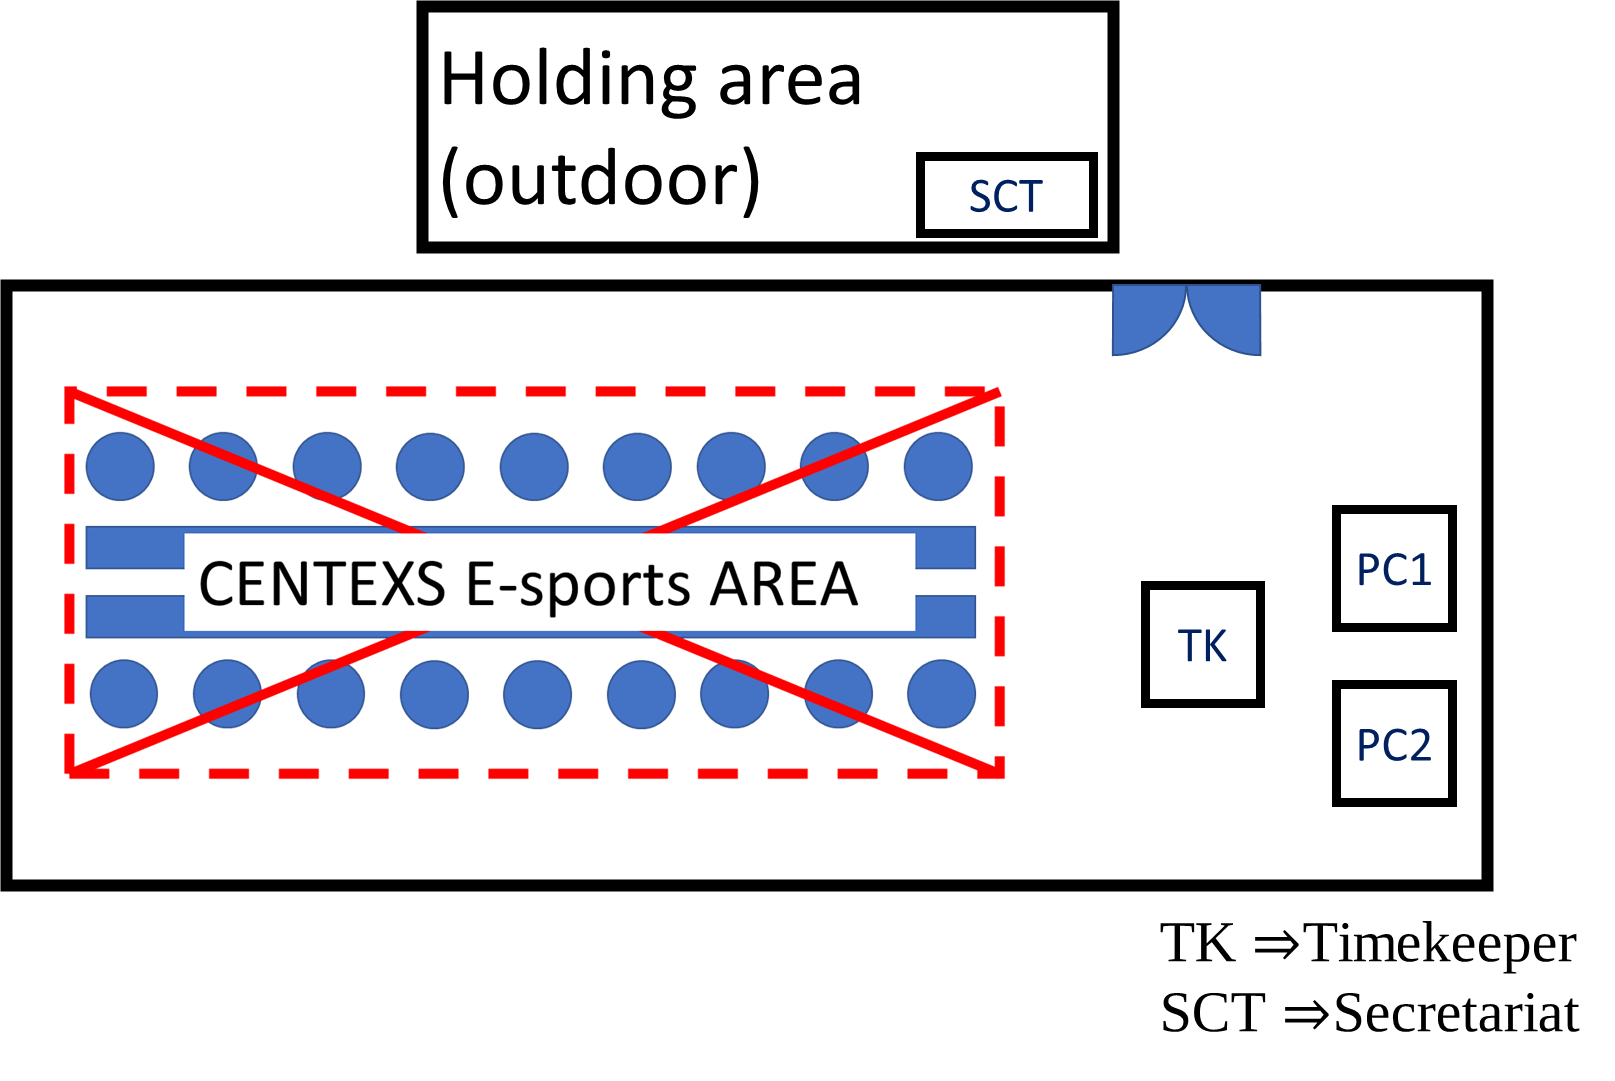 Holding area
(outdoor)
SCT
CENTEXS E-sports AREA
PC1
TK
PC2
TK ⇒Timekeeper
SCT ⇒Secretariat